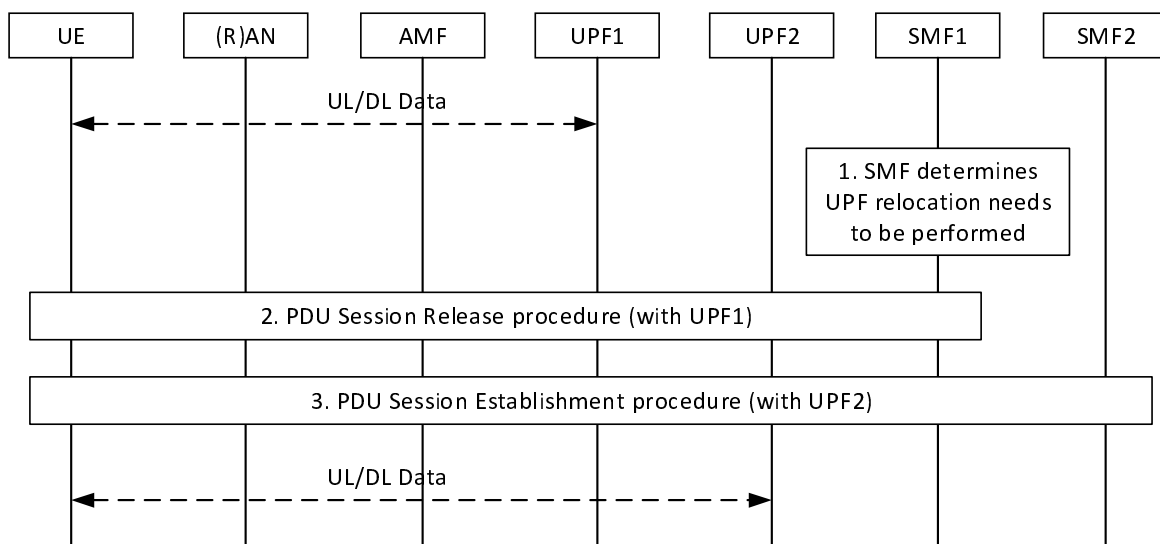 UE
(R)AN
AMF
UPF1
UPF2
SMF1
SMF2
UL/DL Data
1. SMF determines
UPF relocation needs
to be performed
2. PDU Session Release procedure (with UPF1)
3. PDU Session Establishment procedure (with UPF2)
UL/DL Data